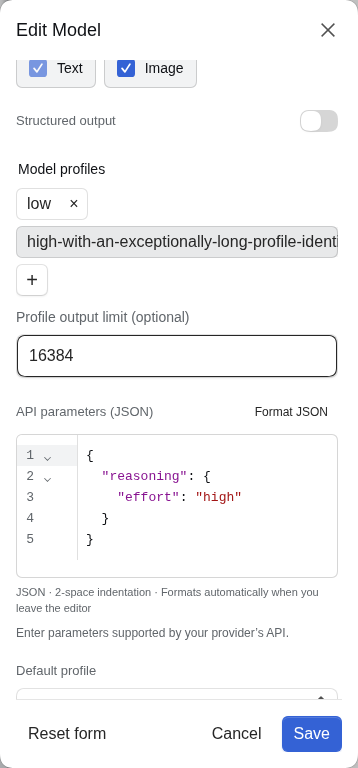 Edit Model
Text
Image
Structured output
Model profiles
low ×
high-with-an-exceptionally-long-profile-identi
+
Profile output limit (optional)
16384
API parameters (JSON)
Format JSON
1 {
2 "reasoning": {
3 "effort": "high"
4 }
5 }
JSON · 2-space indentation · Formats automatically when you
leave the editor
Enter parameters supported by your provider's API.
Default profile
Reset form
Cancel
Save